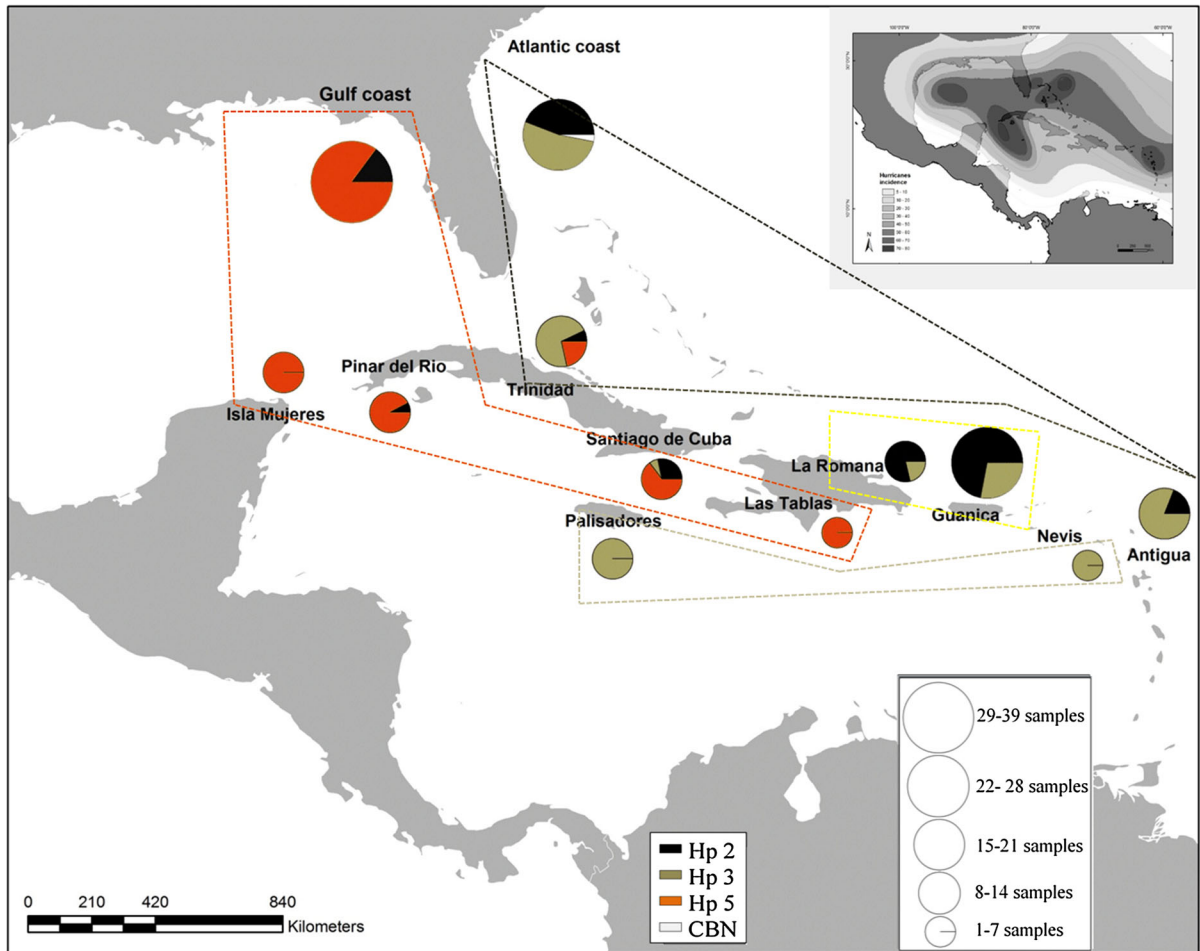 Atlantic coast
Gulf coast
Pinar del Rio
Isla Mujeres
Trinidad
Santiago de Cuba
La Romana
Las Tablas
Guanica
Palisadores
Nevis
Antigua
Hurricanes
incidence
5 - 10
N
29-39 samples
22- 28 samples
15-21 samples
8-14 samples
1-7 samples
Hp 2
Hp 3
Hp 5
CBN
0 210 420 840
Kilometers